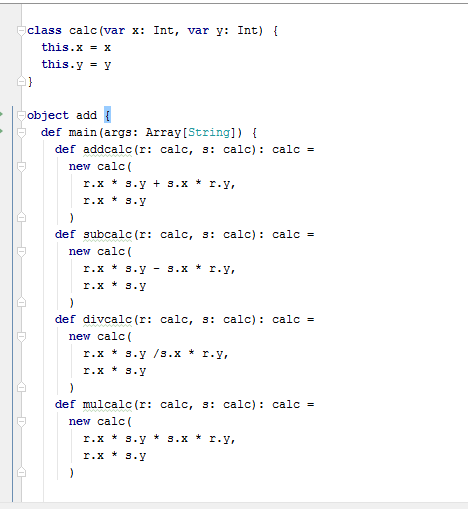 class calc(var x: Int, var y: Int) {
  this.x = x
  this.y = y
}

object add {
  def main(args: Array[String]) {
    def addcalc(r: calc, s: calc): calc =
      new calc(
        r.x * s.y + s.x * r.y,
        r.x * s.y
      )
    def subcalc(r: calc, s: calc): calc =
      new calc(
        r.x * s.y - s.x * r.y,
        r.x * s.y
      )
    def divcalc(r: calc, s: calc): calc =
      new calc(
        r.x * s.y /s.x * r.y,
        r.x * s.y
      )
    def mulcalc(r: calc, s: calc): calc =
      new calc(
        r.x * s.y * s.x * r.y,
        r.x * s.y
      )